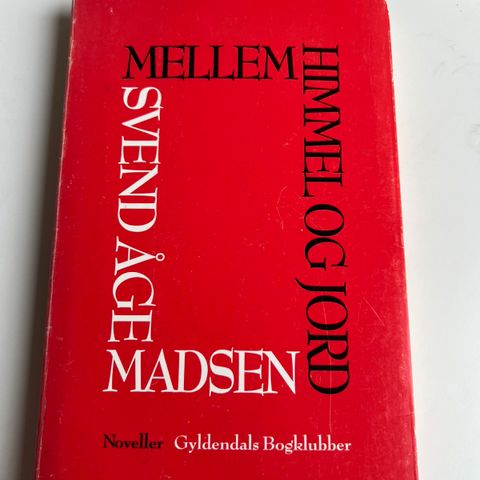 MELLEM
HIMMEL OG JORD
SVEND ÅGE
MADSEN
Noveller Gyldendals Bogklubber